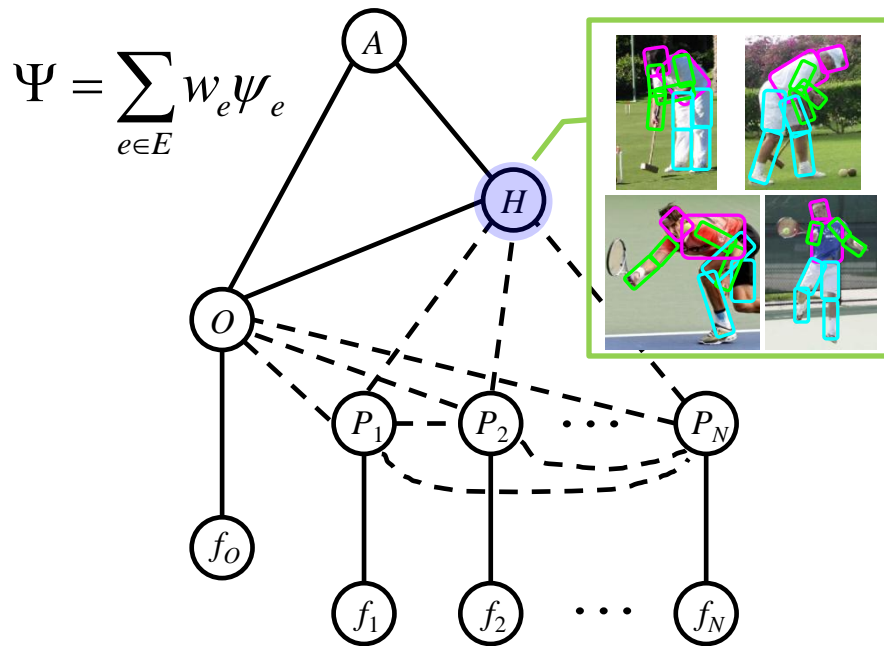 A
Ψ = ∑ w_e ψ_e
e∈E
H
O
P_1 P_2 ··· P_N
f_O
f_1 f_2 ··· f_N